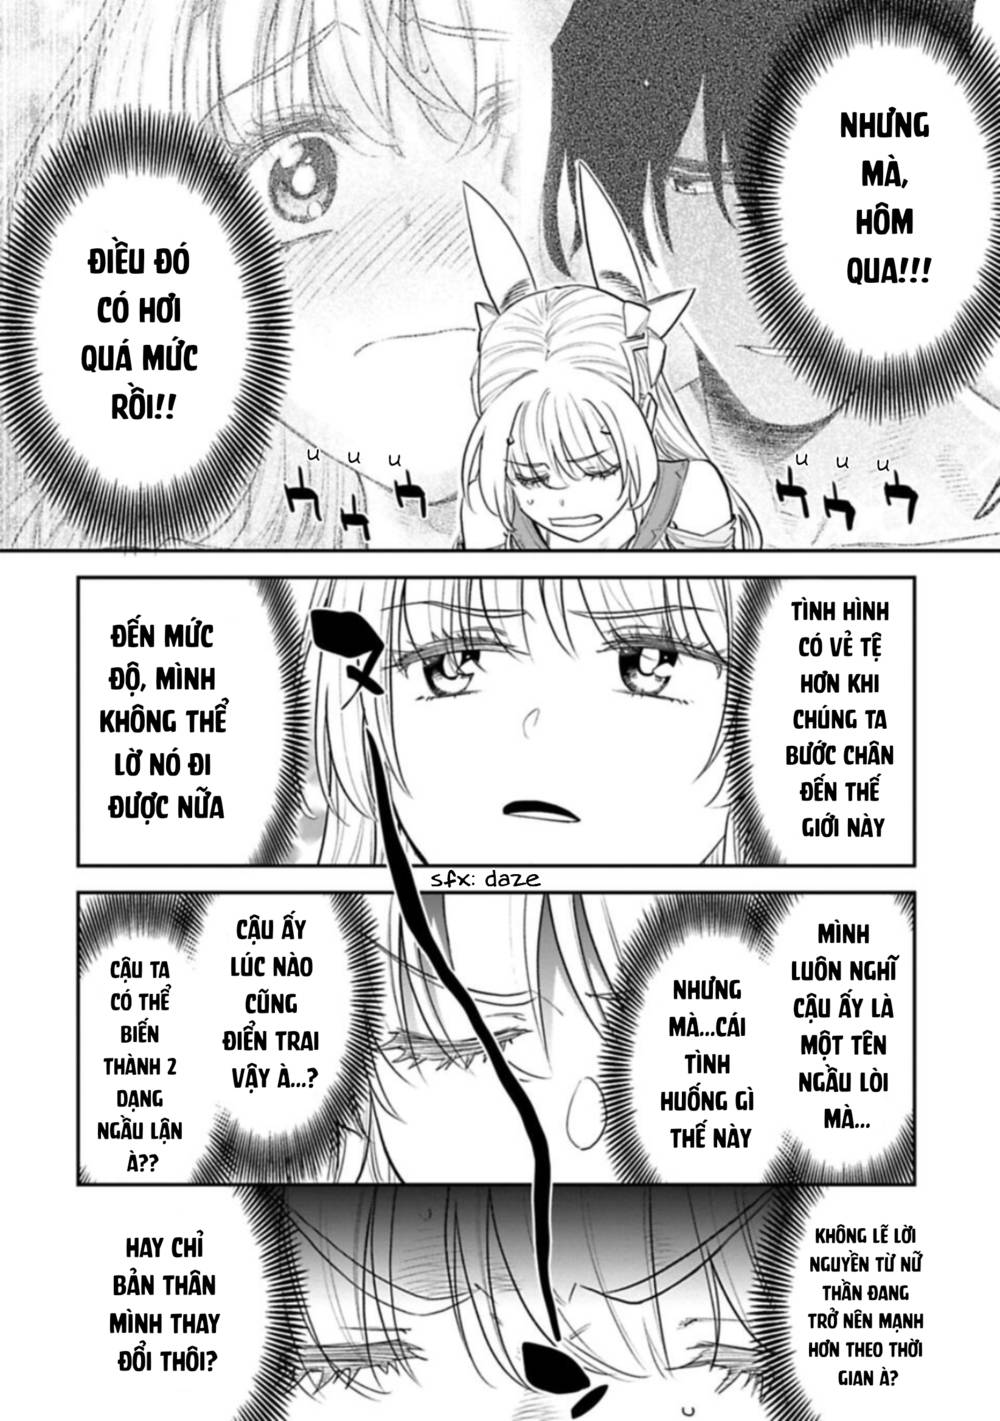 NHƯNG
MÀ,
HÔM
QUA!!!
ĐIỀU ĐÓ
CÓ HƠI
QUÁ MỨC
RỒI!!
u u u
u u u
TÌNH HÌNH
CÓ VẺ TỆ
HƠN KHI
CHÚNG TA
BƯỚC CHÂN
ĐẾN THẾ
GIỚI NÀY
ĐẾN MỨC
ĐỘ, MÌNH
KHÔNG THỂ
LỜ NÓ ĐI
ĐƯỢC NỮA
sfx: daze
MÌNH
LUÔN NGHĨ
CẬU ẤY LÀ
MỘT TÊN
NGẦU LÒI
MÀ...
NHƯNG
MÀ...CÁI
TÌNH
HUỐNG GÌ
THẾ NÀY
CẬU ẤY
LÚC NÀO
CŨNG
ĐIỂN TRAI
VẬY À...?
CẬU TA
CÓ THỂ
BIẾN
THÀNH 2
DẠNG
NGẦU LẬN
À??
KHÔNG LẼ LỜI
NGUYỀN TỪ NỮ
THẦN ĐANG
TRỞ NÊN MẠNH
HƠN THEO THỜI
GIAN À?
HAY CHỈ
BẢN THÂN
MÌNH THAY
ĐỔI THÔI?